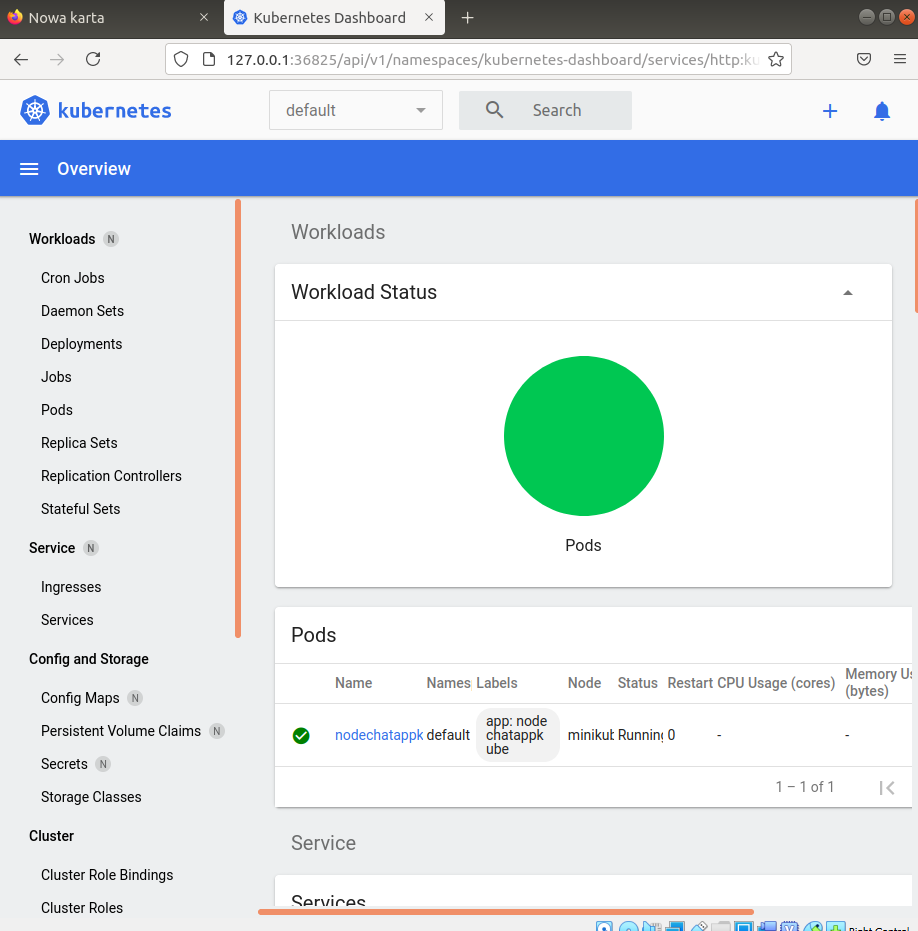 Nowa karta
Kubernetes Dashboard
127.0.0.1:36825/api/v1/namespaces/kubernetes-dashboard/services/http:ku
kubernetes
default
Search
Overview
Workloads N
Cron Jobs
Daemon Sets
Deployments
Jobs
Pods
Replica Sets
Replication Controllers
Stateful Sets
Service N
Ingresses
Services
Config and Storage
Config Maps N
Persistent Volume Claims N
Secrets N
Storage Classes
Cluster
Cluster Role Bindings
Cluster Roles
Workloads
Workload Status
Pods
Pods
Name Names Labels Node Status Restart CPU Usage (cores) Memory Us
(bytes)
nodechatappk default app: node
chatappk
ube
minikub Running 0 - -
1 – 1 of 1
Service
Services
Right Control